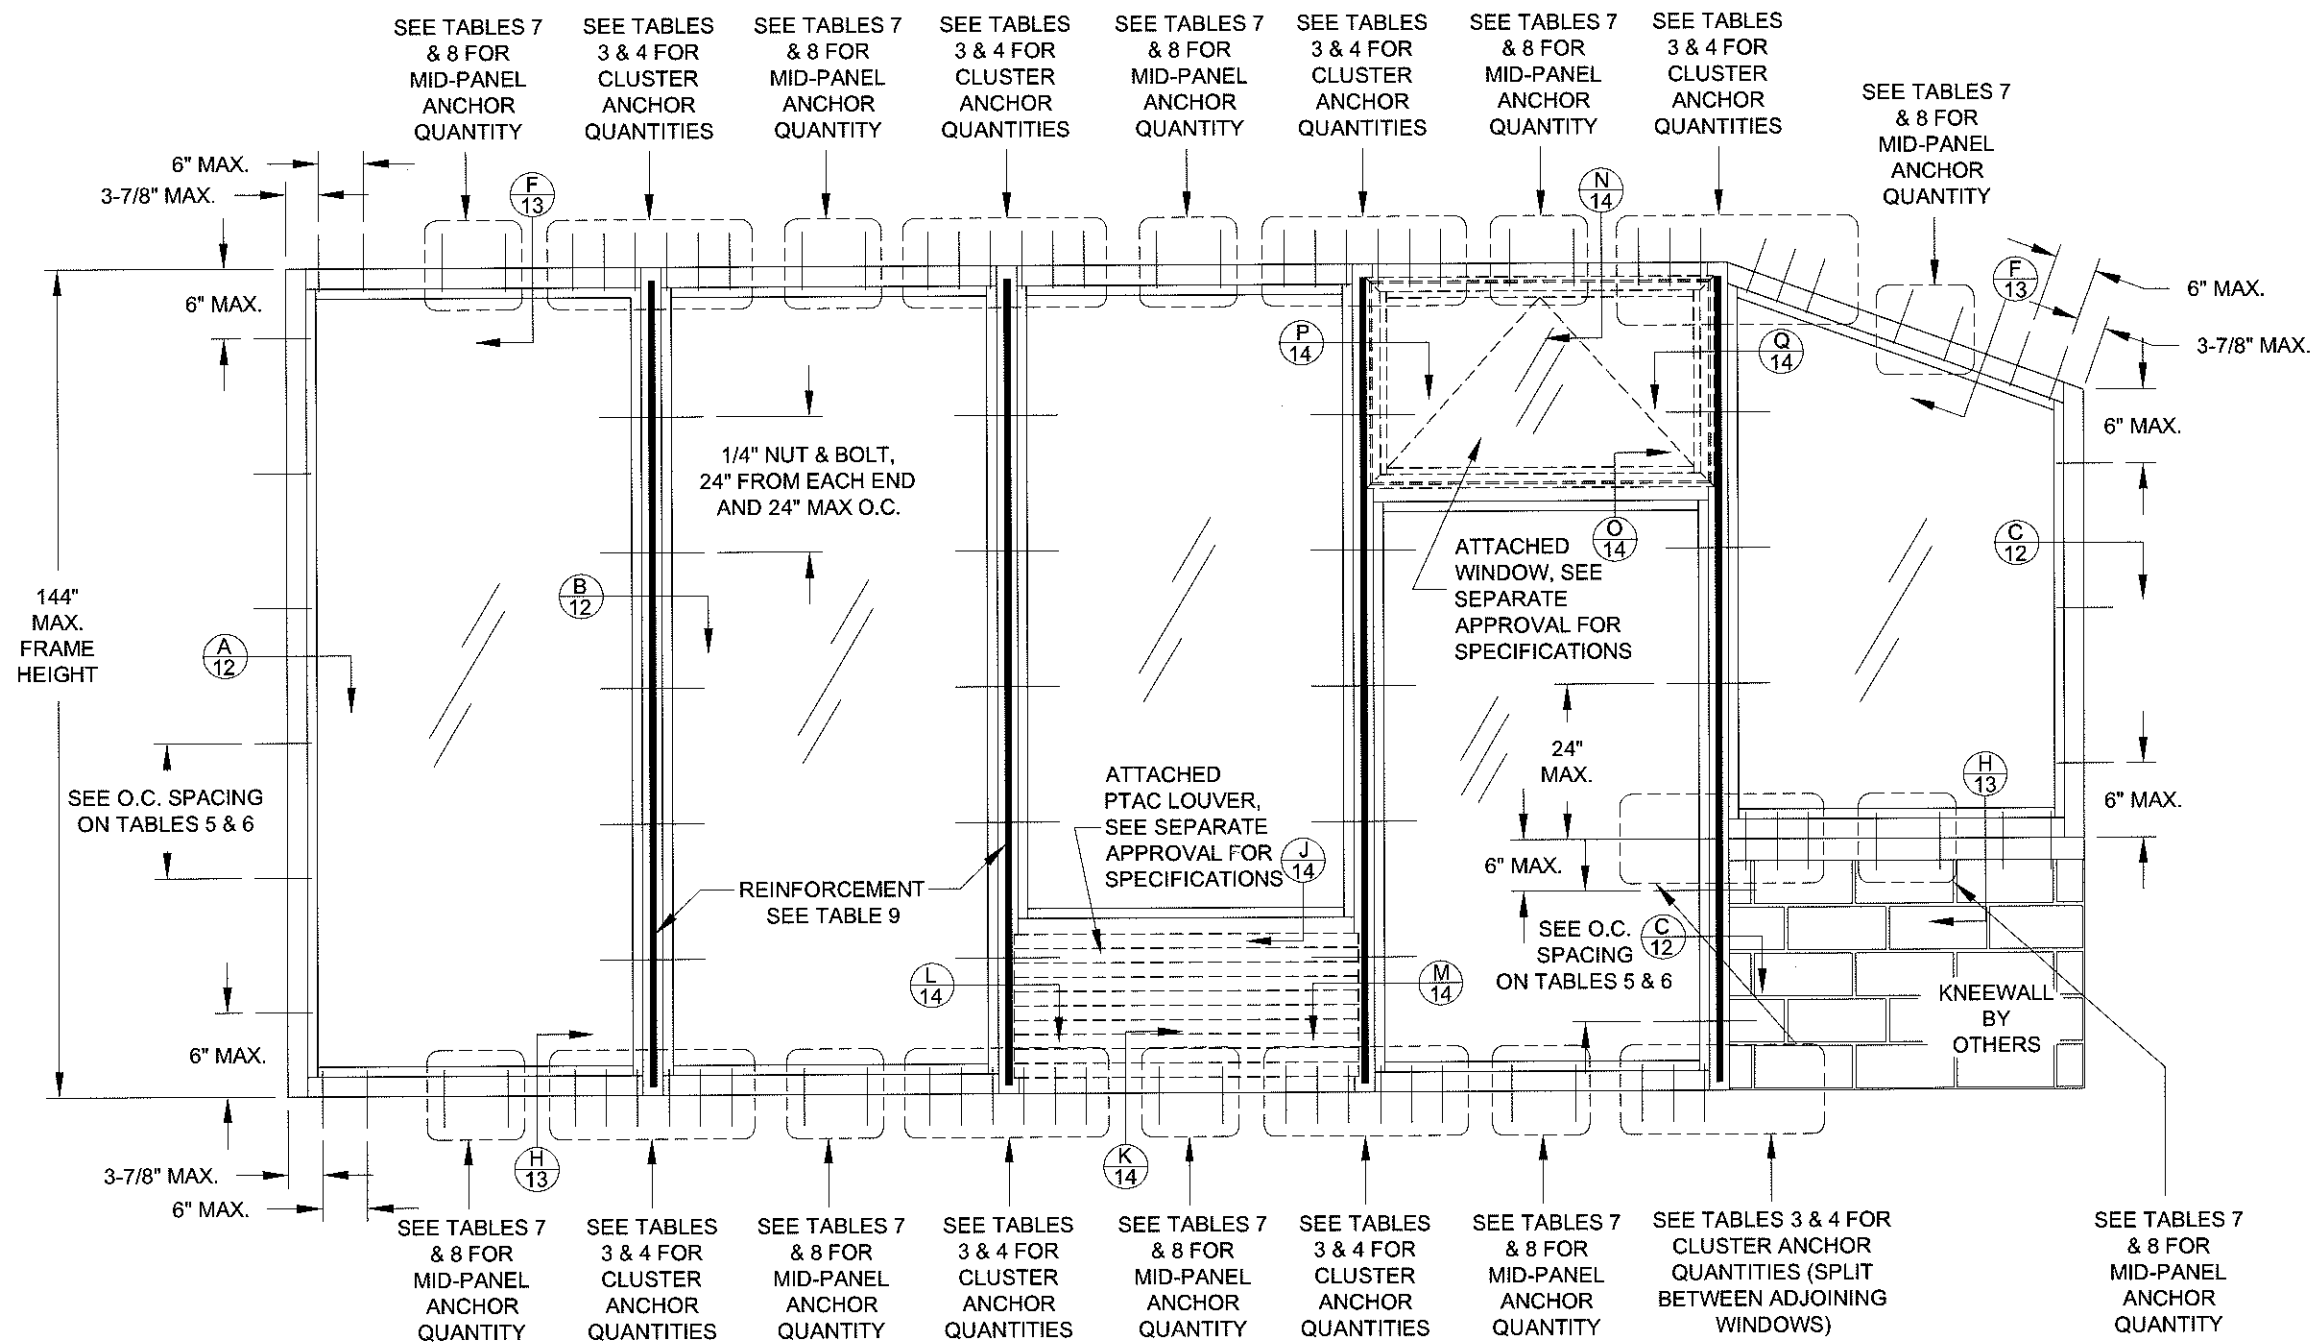 SEE TABLES 7
& 8 FOR
MID-PANEL
ANCHOR
QUANTITY
SEE TABLES
3 & 4 FOR
CLUSTER
ANCHOR
QUANTITIES
SEE TABLES 7
& 8 FOR
MID-PANEL
ANCHOR
QUANTITY
SEE TABLES
3 & 4 FOR
CLUSTER
ANCHOR
QUANTITIES
SEE TABLES 7
& 8 FOR
MID-PANEL
ANCHOR
QUANTITY
SEE TABLES
3 & 4 FOR
CLUSTER
ANCHOR
QUANTITIES
SEE TABLES 7
& 8 FOR
MID-PANEL
ANCHOR
QUANTITY
SEE TABLES
3 & 4 FOR
CLUSTER
ANCHOR
QUANTITIES
SEE TABLES 7
& 8 FOR
MID-PANEL
ANCHOR
QUANTITY
6" MAX.
3-7/8" MAX.
F
13
N
14
F
13
6" MAX.
3-7/8" MAX.
6" MAX.
P
14
Q
14
6" MAX.
1/4" NUT & BOLT,
24" FROM EACH END
AND 24" MAX O.C.
O
14
C
12
ATTACHED
WINDOW, SEE
SEPARATE
APPROVAL FOR
SPECIFICATIONS
144"
MAX.
FRAME
HEIGHT
A
12
B
12
SEE O.C. SPACING
ON TABLES 5 & 6
24"
MAX.
ATTACHED
PTAC LOUVER,
SEE SEPARATE
APPROVAL FOR
SPECIFICATIONS
J
14
H
13
6" MAX.
6" MAX.
REINFORCEMENT
SEE TABLE 9
SEE O.C.
SPACING
ON TABLES 5 & 6
C
12
L
14
M
14
KNEEWALL
BY
OTHERS
6" MAX.
3-7/8" MAX.
6" MAX.
H
13
K
14
SEE TABLES 7
& 8 FOR
MID-PANEL
ANCHOR
QUANTITY
SEE TABLES
3 & 4 FOR
CLUSTER
ANCHOR
QUANTITIES
SEE TABLES 7
& 8 FOR
MID-PANEL
ANCHOR
QUANTITY
SEE TABLES
3 & 4 FOR
CLUSTER
ANCHOR
QUANTITIES
SEE TABLES 7
& 8 FOR
MID-PANEL
ANCHOR
QUANTITY
SEE TABLES
3 & 4 FOR
CLUSTER
ANCHOR
QUANTITIES
SEE TABLES 7
& 8 FOR
MID-PANEL
ANCHOR
QUANTITY
SEE TABLES 3 & 4 FOR
CLUSTER ANCHOR
QUANTITIES (SPLIT
BETWEEN ADJOINING
WINDOWS)
SEE TABLES 7
& 8 FOR
MID-PANEL
ANCHOR
QUANTITY